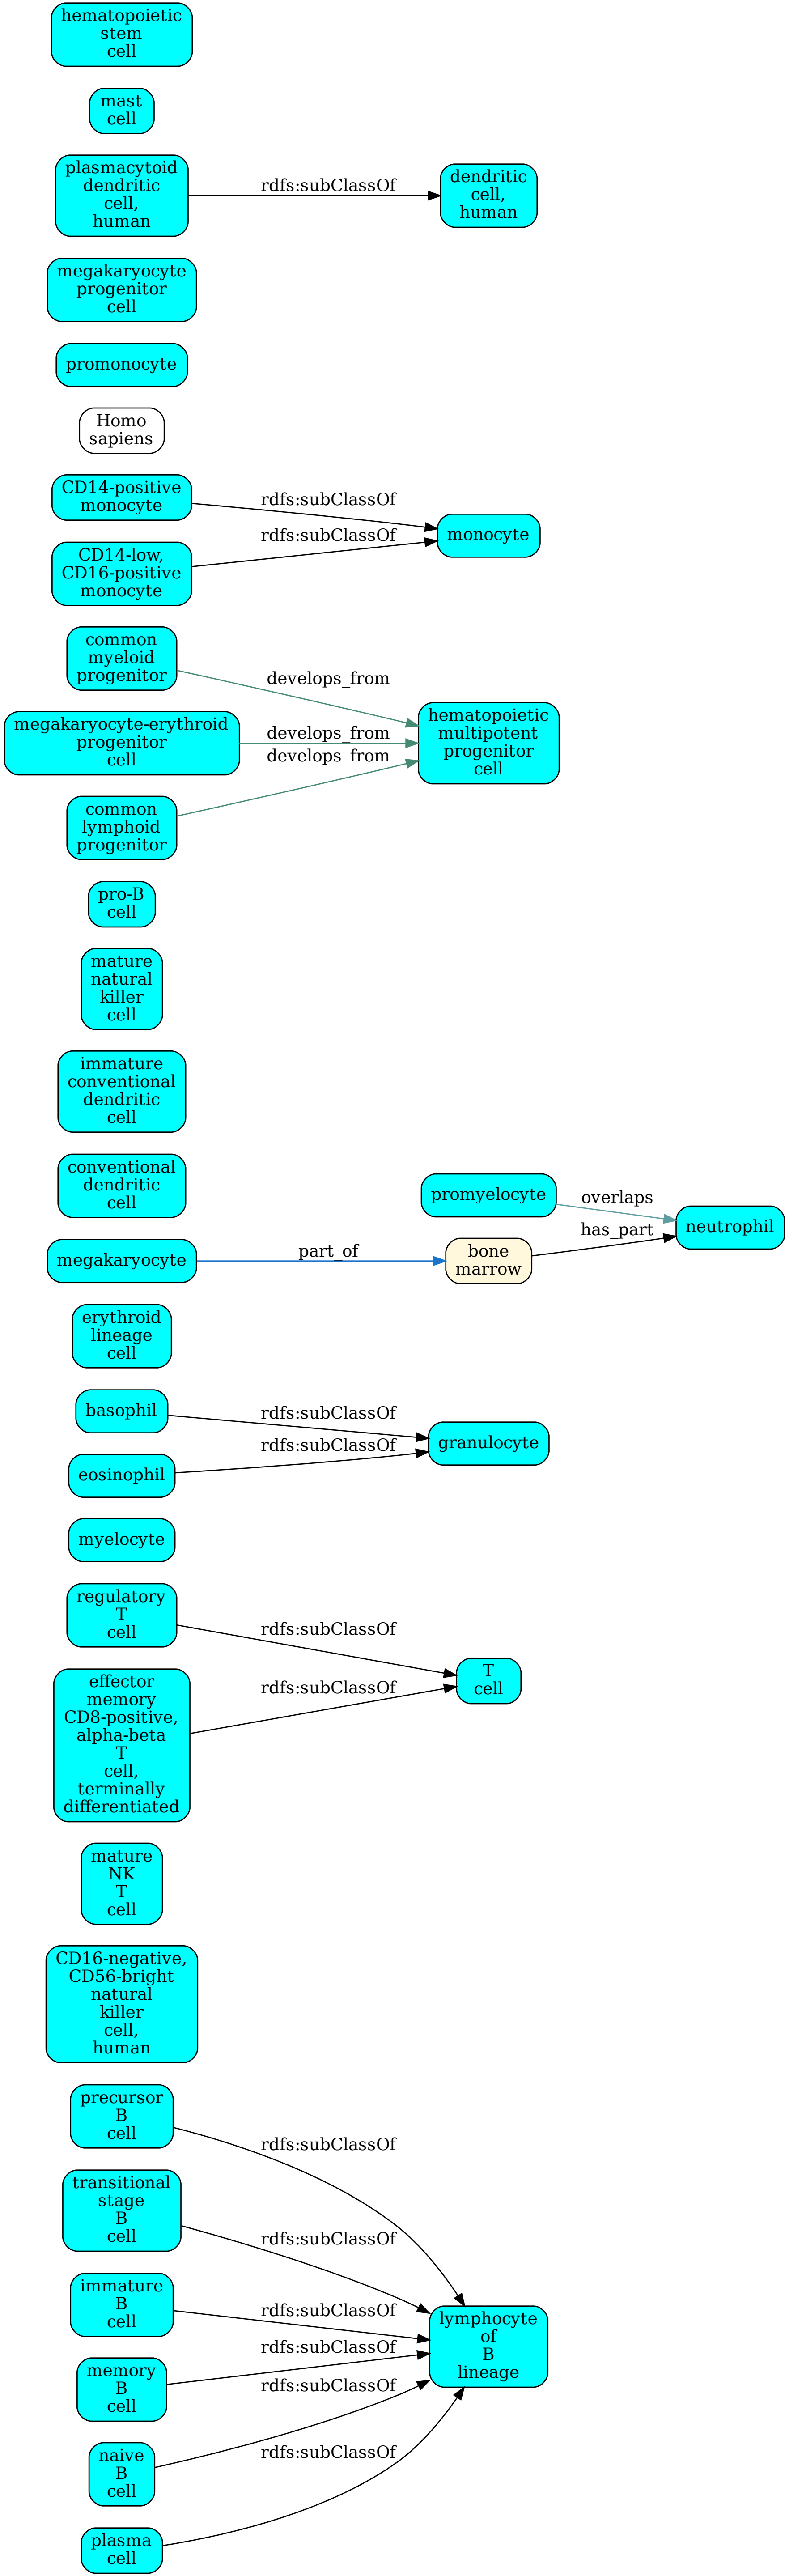 hematopoietic
stem
cell
mast
cell
plasmacytoid
dendritic
cell,
human
rdfs:subClassOf
dendritic
cell,
human
megakaryocyte
progenitor
cell
promonocyte
Homo
sapiens
CD14-positive
monocyte
rdfs:subClassOf
monocyte
CD14-low,
CD16-positive
monocyte
rdfs:subClassOf
common
myeloid
progenitor
develops_from
hematopoietic
multipotent
progenitor
cell
megakaryocyte-erythroid
progenitor
cell
develops_from
develops_from
common
lymphoid
progenitor
pro-B
cell
mature
natural
killer
cell
immature
conventional
dendritic
cell
conventional
dendritic
cell
promyelocyte
overlaps
neutrophil
megakaryocyte
part_of
bone
marrow
has_part
erythroid
lineage
cell
basophil
rdfs:subClassOf
granulocyte
eosinophil
rdfs:subClassOf
myelocyte
regulatory
T
cell
rdfs:subClassOf
T
cell
effector
memory
CD8-positive,
alpha-beta
T
cell,
terminally
differentiated
rdfs:subClassOf
mature
NK
T
cell
CD16-negative,
CD56-bright
natural
killer
cell,
human
precursor
B
cell
rdfs:subClassOf
transitional
stage
B
cell
rdfs:subClassOf
immature
B
cell
rdfs:subClassOf
lymphocyte
of
B
lineage
memory
B
cell
rdfs:subClassOf
naive
B
cell
rdfs:subClassOf
plasma
cell
rdfs:subClassOf